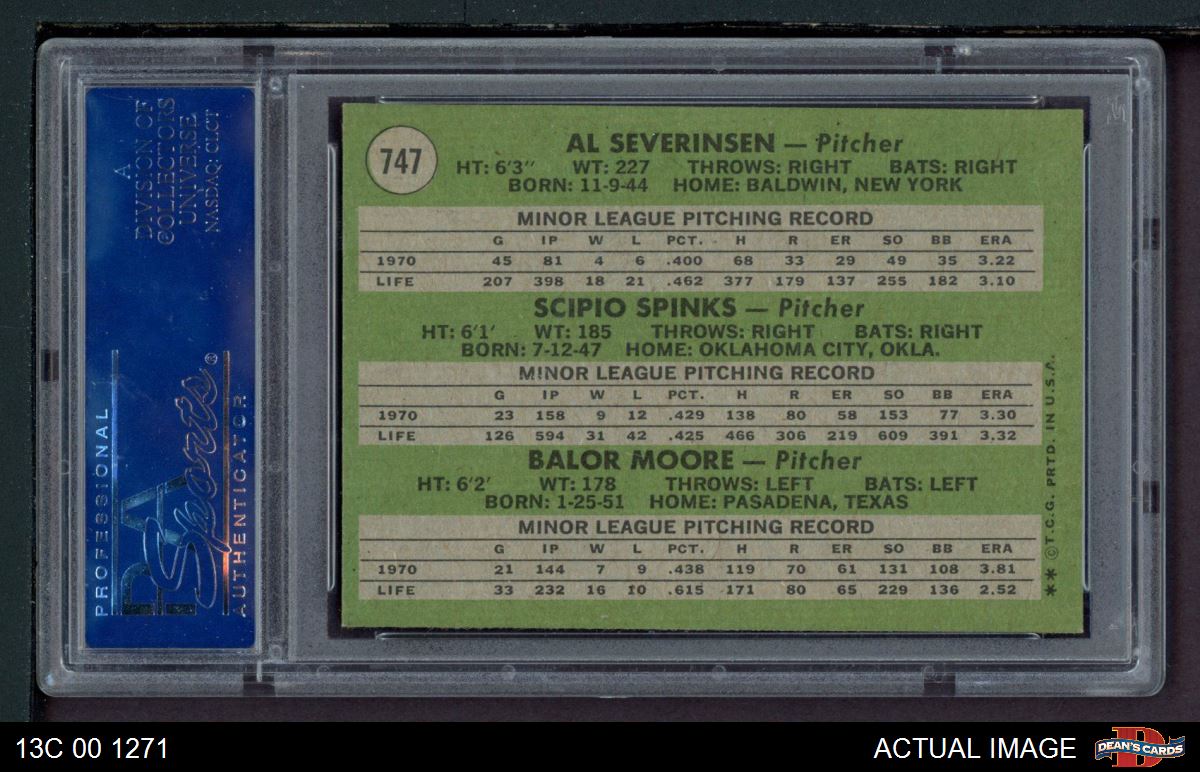 A
DIVISION OF
COLLECTORS
UNIVERSE
NASDAQ: CLCT
PROFESSIONAL
PSA
Sports®
AUTHENTICATOR
747
AL SEVERINSEN — Pitcher
HT: 6'3" WT: 227 THROWS: RIGHT BATS: RIGHT
BORN: 11-9-44 HOME: BALDWIN, NEW YORK
MINOR LEAGUE PITCHING RECORD
G IP W L PCT. H R ER SO BB ERA
1970 45 81 4 6 .400 68 33 29 49 35 3.22
LIFE 207 398 18 21 .462 377 179 137 255 182 3.10
SCIPIO SPINKS — Pitcher
HT: 6'1' WT: 185 THROWS: RIGHT BATS: RIGHT
BORN: 7-12-47 HOME: OKLAHOMA CITY, OKLA.
MINOR LEAGUE PITCHING RECORD
G IP W L PCT. H R ER SO BB ERA
1970 23 158 9 12 .429 138 80 58 153 77 3.30
LIFE 126 594 31 42 .425 466 306 219 609 391 3.32
BALOR MOORE — Pitcher
HT: 6'2' WT: 178 THROWS: LEFT BATS: LEFT
BORN: 1-25-51 HOME: PASADENA, TEXAS
MINOR LEAGUE PITCHING RECORD
G IP W L PCT. H R ER SO BB ERA
1970 21 144 7 9 .438 119 70 61 131 108 3.81
LIFE 33 232 16 10 .615 171 80 65 229 136 2.52
** ©T.C.G. PRTD. IN U.S.A.
13C 00 1271
ACTUAL IMAGE
D
DEAN'S CARDS